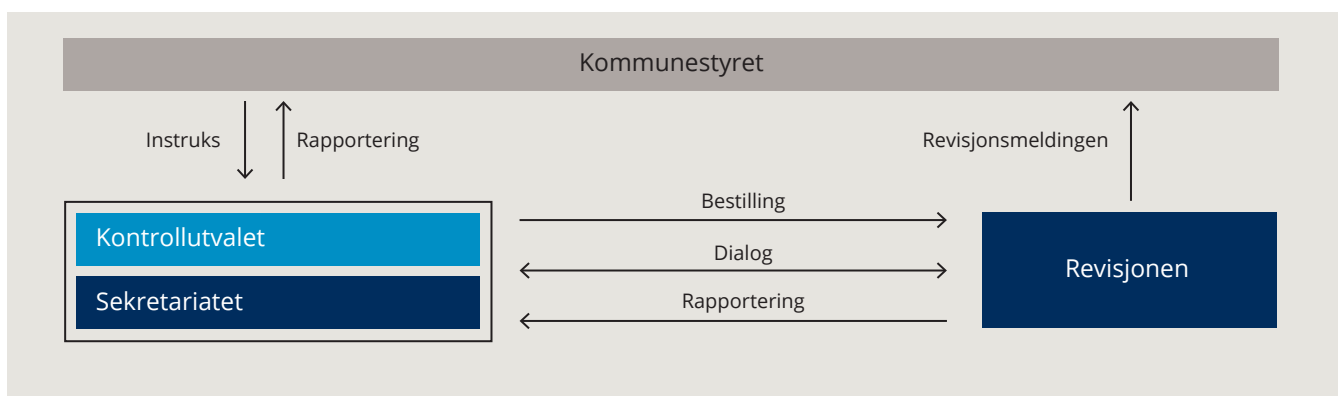 Kommunestyret
Instruks
Rapportering
Revisjonsmeldingen
Bestilling
Kontrollutvalet
Dialog
Revisjonen
Sekretariatet
Rapportering